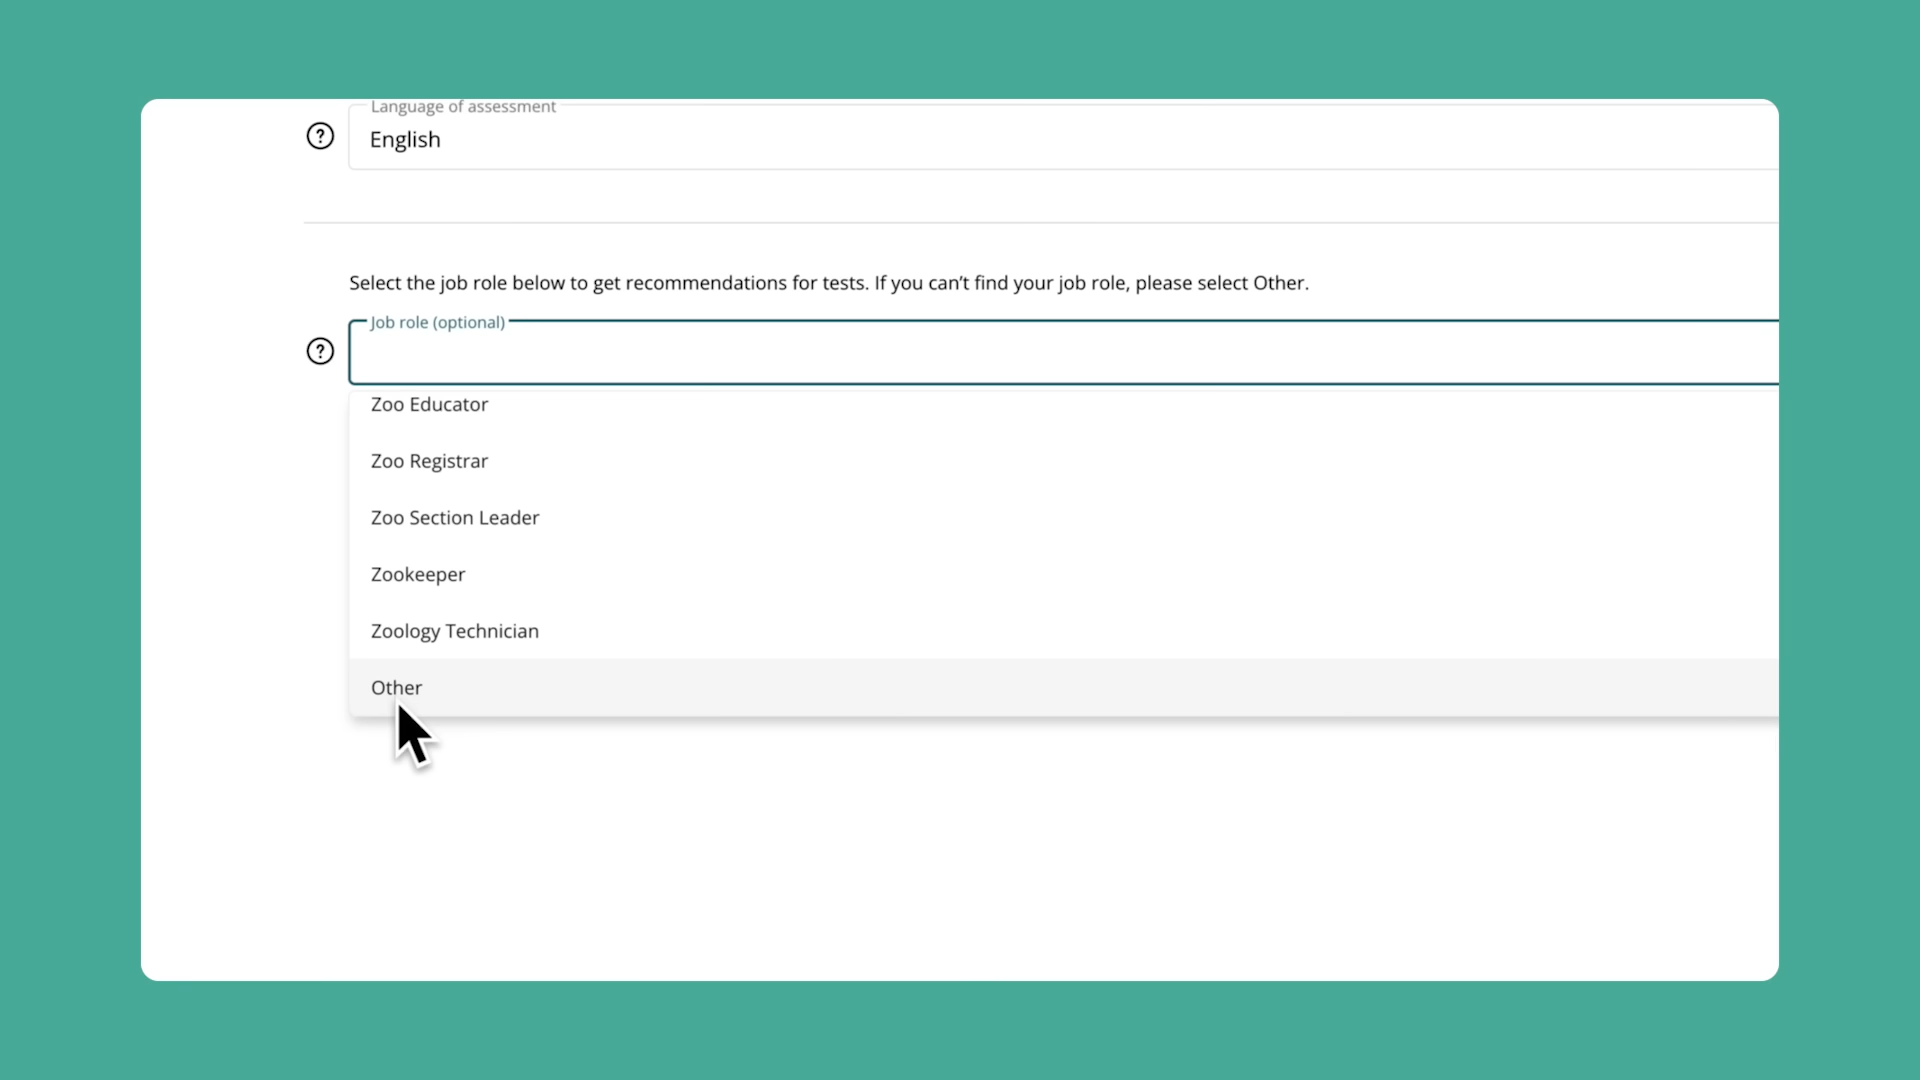 Language of assessment
English
Select the job role below to get recommendations for tests. If you can't find your job role, please select Other.
Job role (optional)
Zoo Educator
Zoo Registrar
Zoo Section Leader
Zookeeper
Zoology Technician
Other